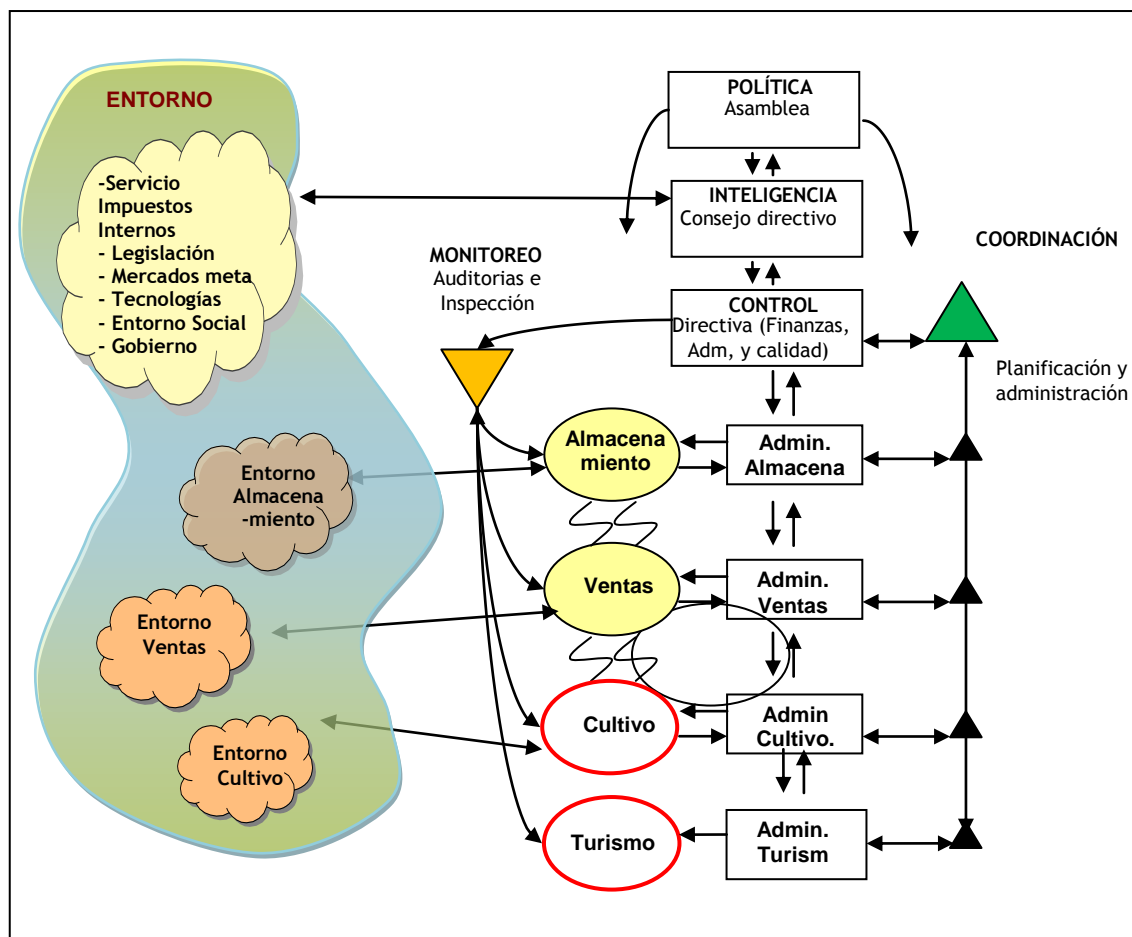 ENTORNO
-Servicio
Impuestos
Internos
- Legislación
- Mercados meta
- Tecnologías
- Entorno Social
- Gobierno
Entorno
Almacena
-miento
Entorno
Ventas
Entorno
Cultivo
POLÍTICA
Asamblea
INTELIGENCIA
Consejo directivo
MONITOREO
Auditorias e
Inspección
CONTROL
Directiva (Finanzas,
Adm, y calidad)
COORDINACIÓN
Planificación y
administración
Almacena
miento
Admin.
Almacena
Ventas
Admin.
Ventas
Cultivo
Admin
Cultivo.
Turismo
Admin.
Turism